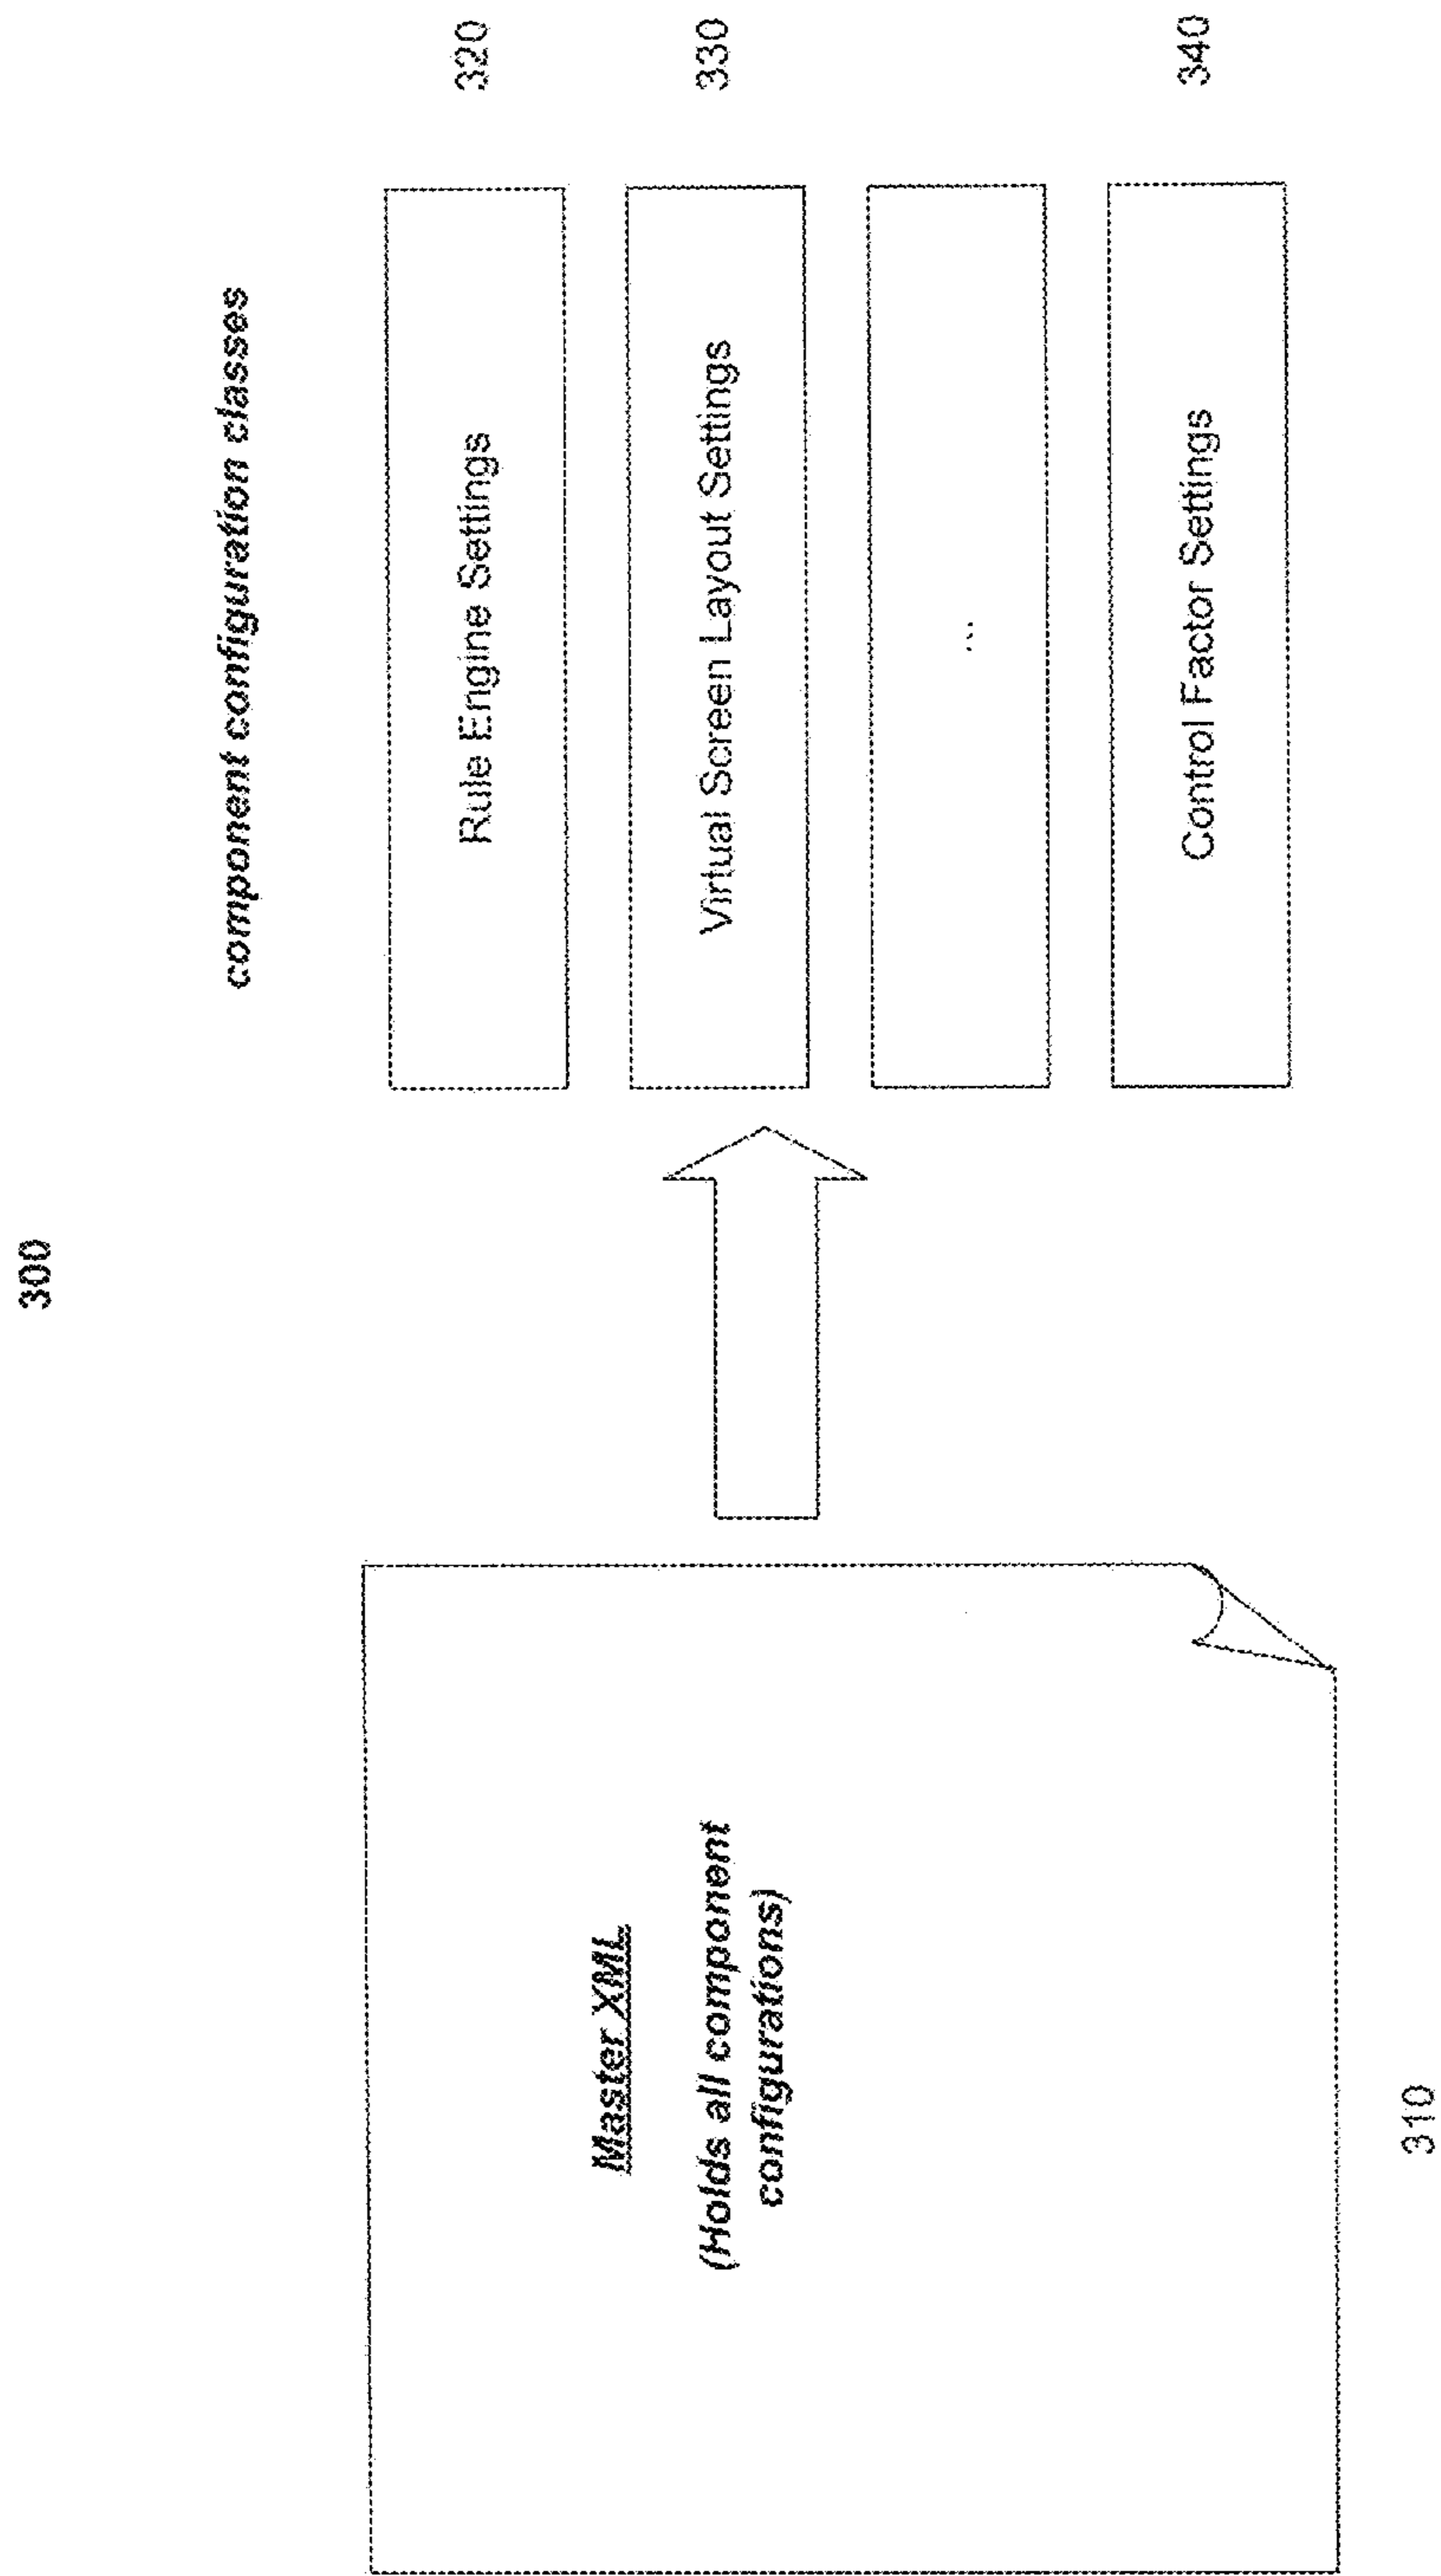 300
component configuration classes
Master XML
(Holds all component
configurations)
310
Rule Engine Settings
320
Virtual Screen Layout Settings
330
...
Control Factor Settings
340